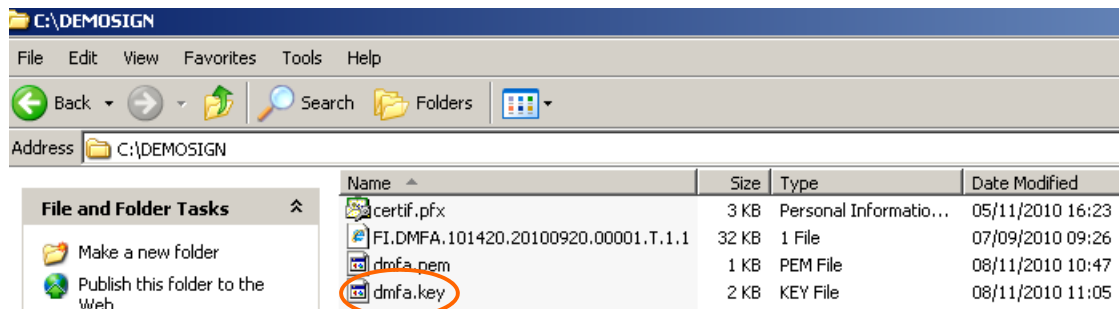 C:\DEMOSIGN
File Edit View Favorites Tools Help
Back Search Folders
Address C:\DEMOSIGN
Name Size Type Date Modified
File and Folder Tasks
certif.pfx 3 KB Personal Informatio... 05/11/2010 16:23
FI.DMFA.101420.20100920.00001.T.1.1 32 KB 1 File 07/09/2010 09:26
Make a new folder
dmfa.pem 1 KB PEM File 08/11/2010 10:47
Publish this folder to the
Web
dmfa.key 2 KB KEY File 08/11/2010 11:05